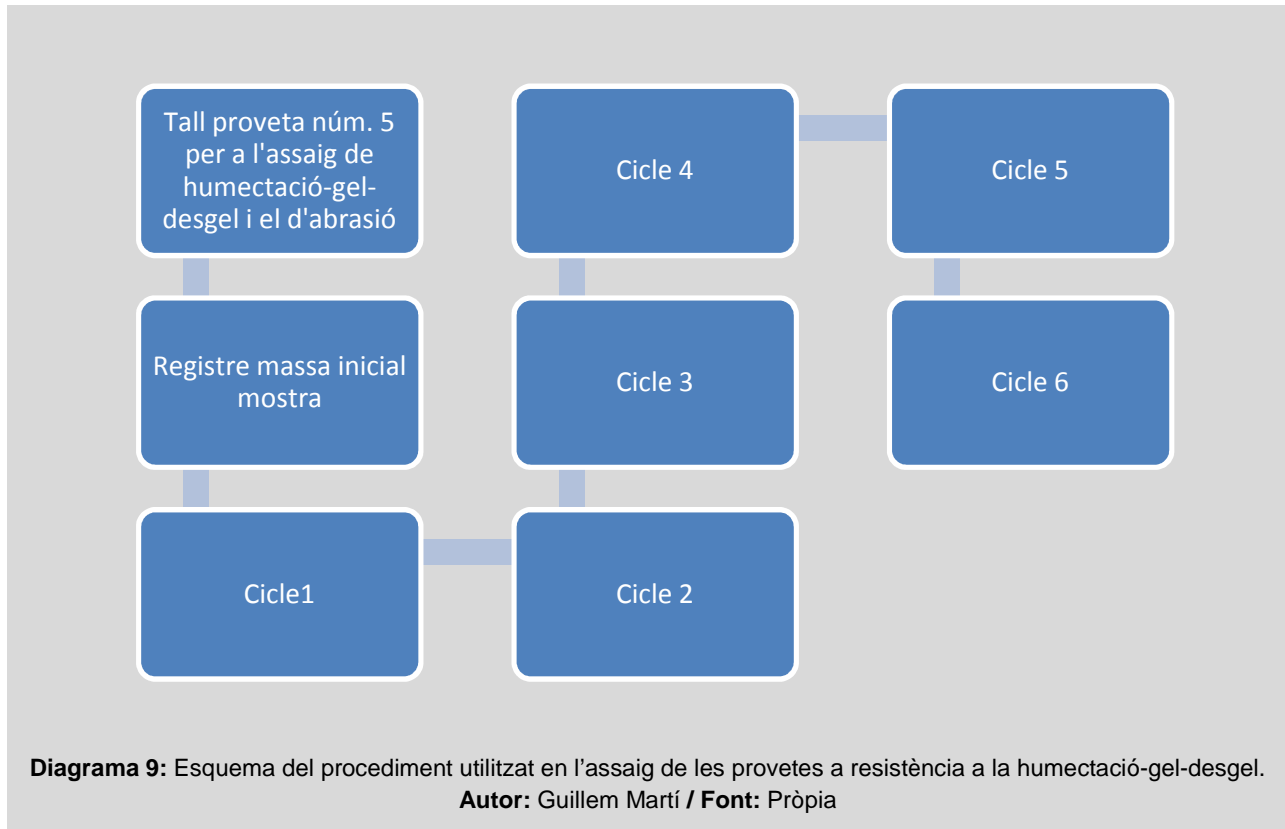 Tall proveta núm. 5
per a l'assaig de
humectació-gel-
desgel i el d'abrasió
Registre massa inicial
mostra
Cicle1
Cicle 2
Cicle 3
Cicle 4
Cicle 5
Cicle 6
Diagrama 9: Esquema del procediment utilitzat en l’assaig de les provetes a resistència a la humectació-gel-desgel.
Autor: Guillem Martí / Font: Pròpia